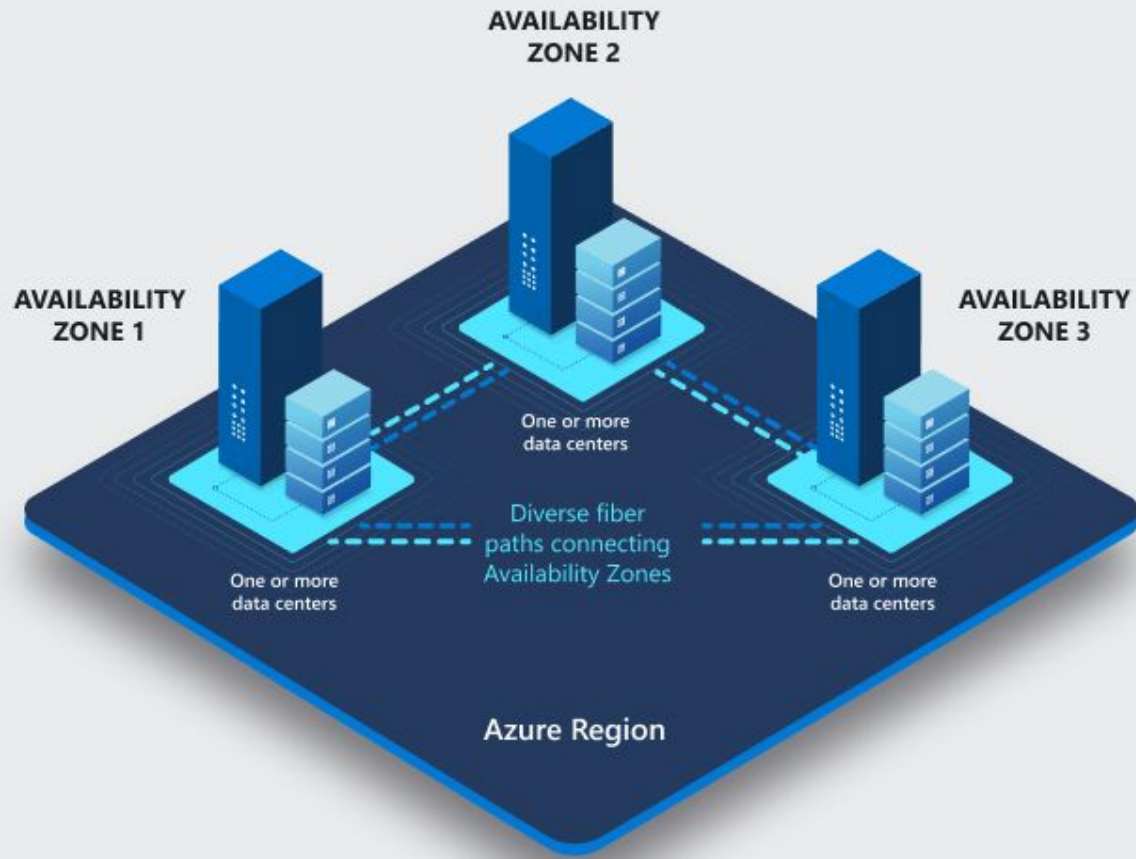 AVAILABILITY
ZONE 2
AVAILABILITY
ZONE 1
AVAILABILITY
ZONE 3
One or more
data centers
Diverse fiber
paths connecting
Availability Zones
One or more
data centers
One or more
data centers
Azure Region